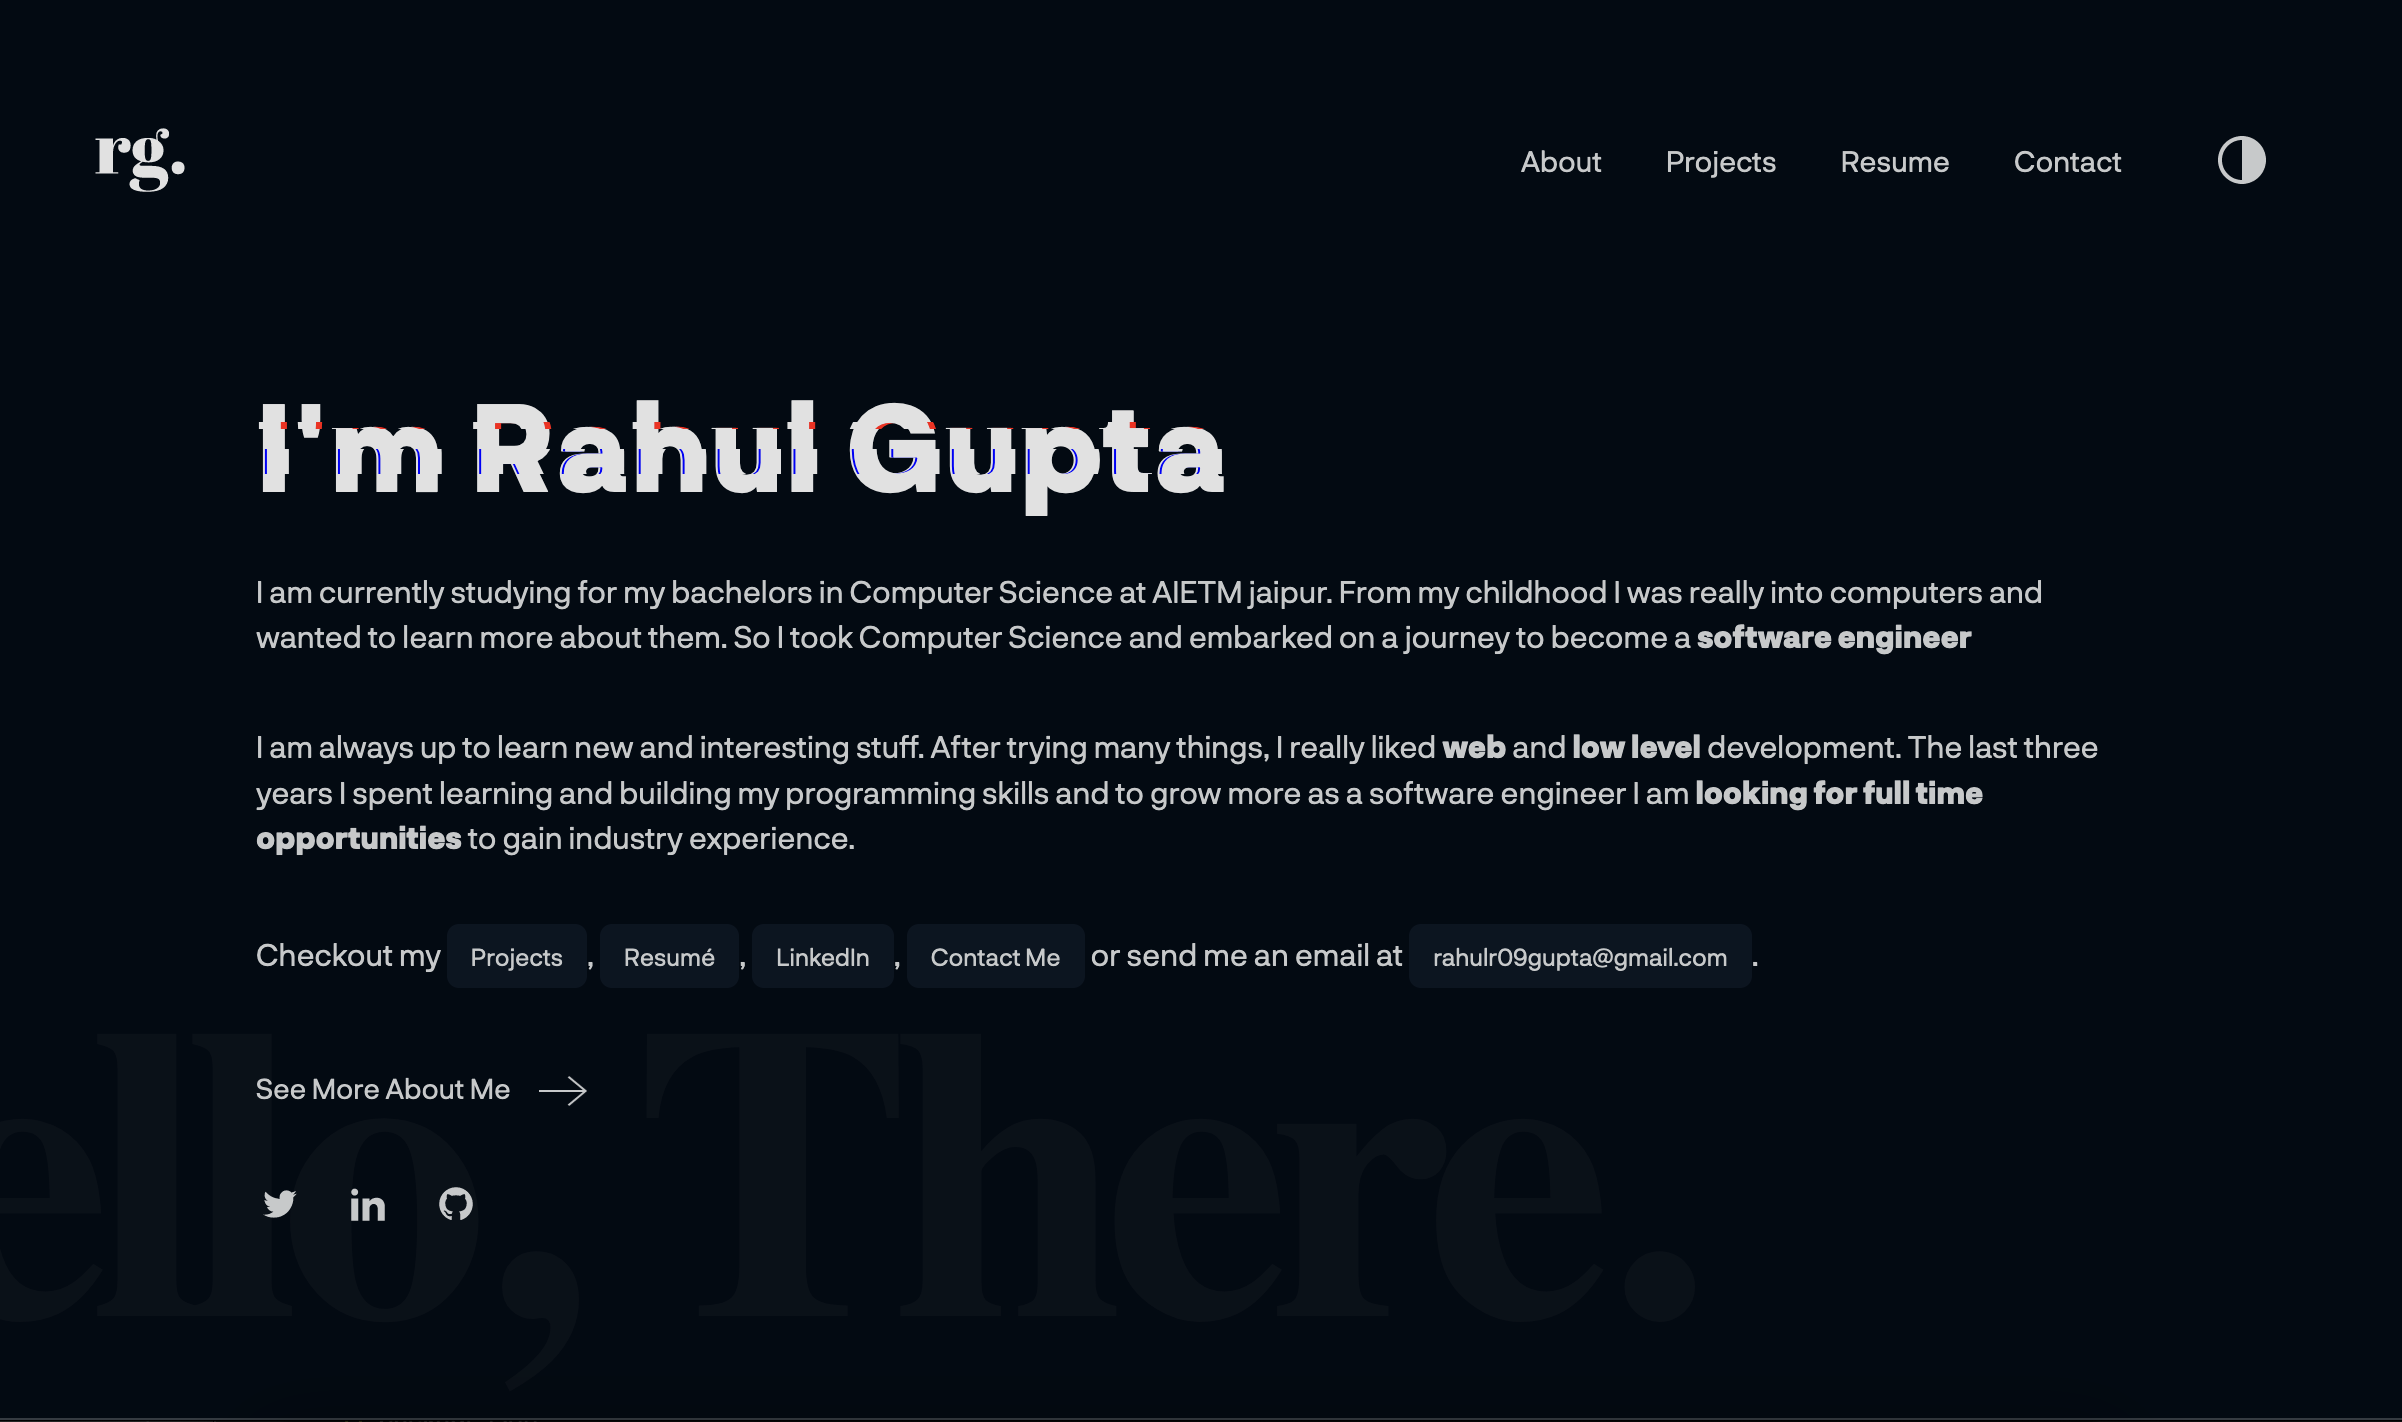 rg.
About Projects Resume Contact
I'm Rahul Gupta
I am currently studying for my bachelors in Computer Science at AIETM jaipur. From my childhood I was really into computers and
wanted to learn more about them. So I took Computer Science and embarked on a journey to become a software engineer
I am always up to learn new and interesting stuff. After trying many things, I really liked web and low level development. The last three
years I spent learning and building my programming skills and to grow more as a software engineer I am looking for full time
opportunities to gain industry experience.
Checkout my Projects , Resumé , LinkedIn , Contact Me or send me an email at rahulr09gupta@gmail.com .
See More About Me
ello, There.
in